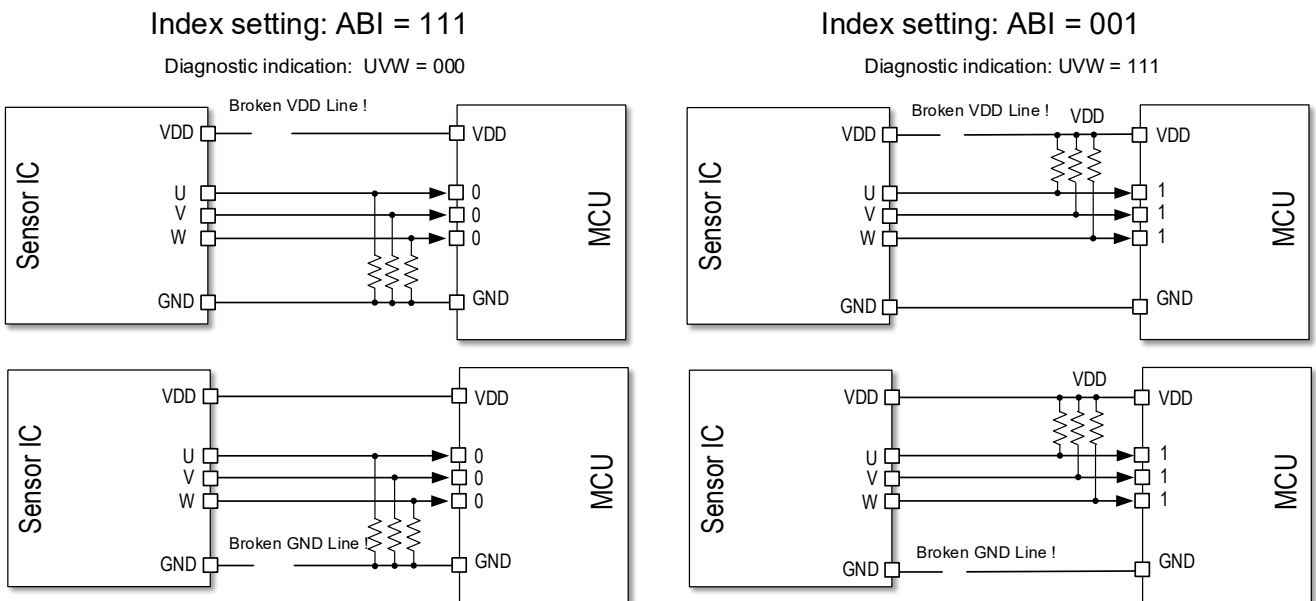 Index setting: ABI = 111
Diagnostic indication: UVW = 000
Broken VDD Line !
VDD
VDD
Sensor IC
U
V
W
0
0
0
MCU
GND
GND
VDD
VDD
Sensor IC
U
V
W
0
0
0
MCU
Broken GND Line !
GND
GND
Index setting: ABI = 001
Diagnostic indication: UVW = 111
Broken VDD Line !
VDD
VDD
VDD
Sensor IC
U
V
W
1
1
1
MCU
GND
GND
VDD
VDD
VDD
Sensor IC
U
V
W
1
1
1
MCU
Broken GND Line !
GND
GND